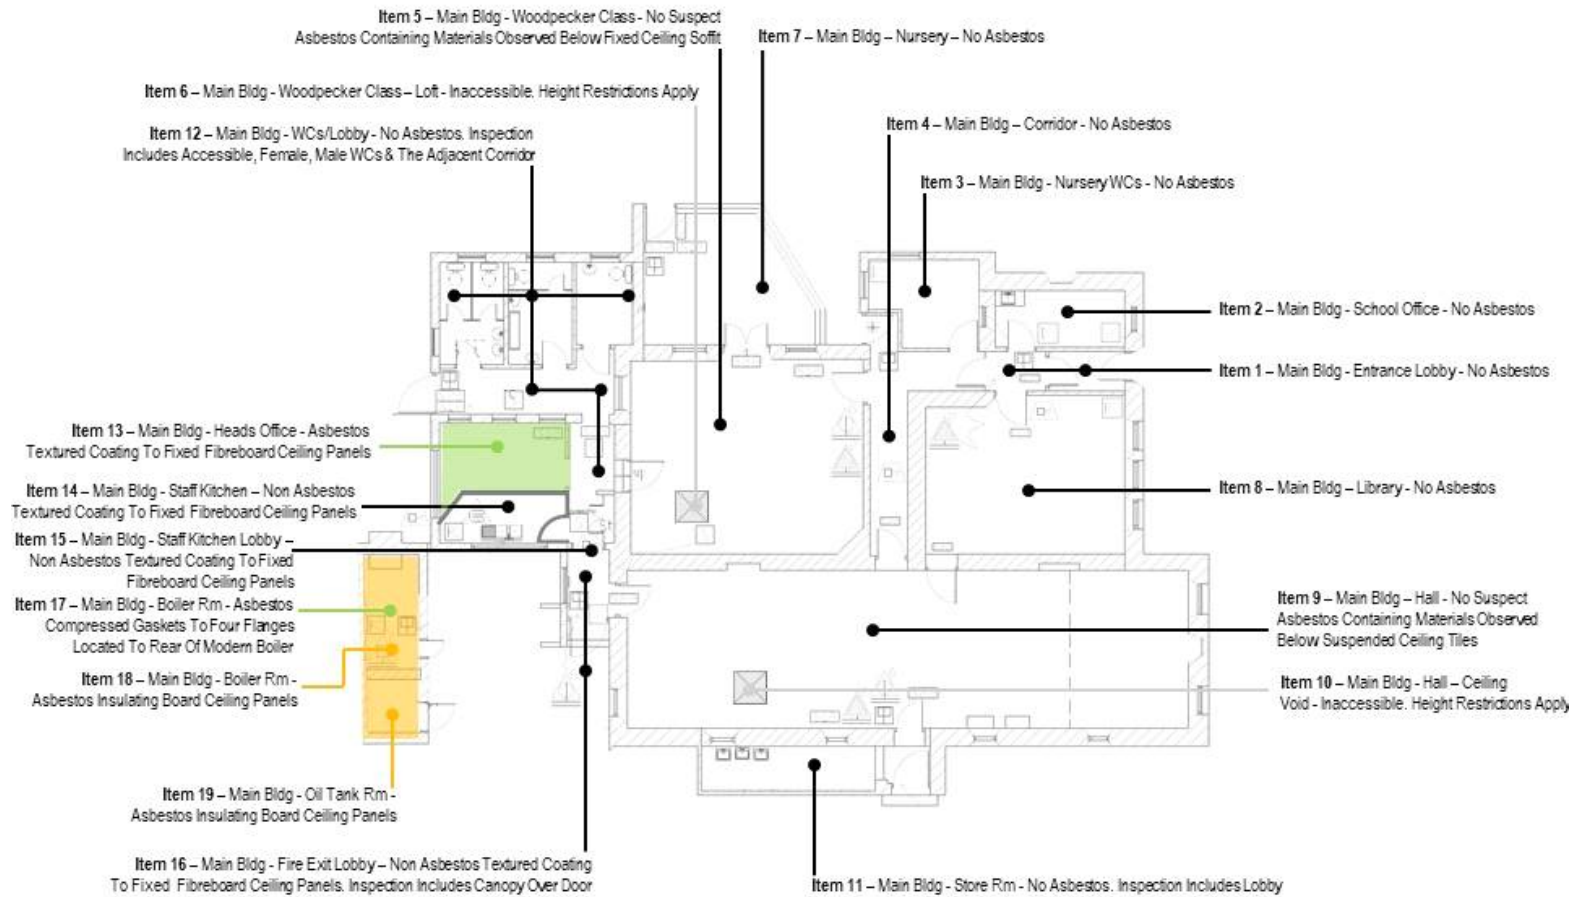 Item 5 – Main Bldg - Woodpecker Class - No Suspect
Asbestos Containing Materials Observed Below Fixed Ceiling Soffit
Item 7 – Main Bldg – Nursery – No Asbestos
Item 6 – Main Bldg - Woodpecker Class – Loft - Inaccessible. Height Restrictions Apply
Item 12 – Main Bldg - WCs/Lobby - No Asbestos. Inspection
Includes Accessible, Female, Male WCs & The Adjacent Corridor
Item 4 – Main Bldg – Corridor - No Asbestos
Item 3 – Main Bldg - Nursery WCs - No Asbestos
Item 2 – Main Bldg - School Office - No Asbestos
Item 1 – Main Bldg - Entrance Lobby - No Asbestos
Item 13 – Main Bldg - Heads Office - Asbestos
Textured Coating To Fixed Fibreboard Ceiling Panels
Item 14 – Main Bldg - Staff Kitchen – Non Asbestos
Textured Coating To Fixed Fibreboard Ceiling Panels
Item 8 – Main Bldg – Library - No Asbestos
Item 15 – Main Bldg - Staff Kitchen Lobby –
Non Asbestos Textured Coating To Fixed
Fibreboard Ceiling Panels
Item 17 – Main Bldg - Boiler Rm - Asbestos
Compressed Gaskets To Four Flanges
Located To Rear Of Modern Boiler
Item 9 – Main Bldg – Hall - No Suspect
Asbestos Containing Materials Observed
Below Suspended Ceiling Tiles
Item 18 – Main Bldg - Boiler Rm -
Asbestos Insulating Board Ceiling Panels
Item 10 – Main Bldg - Hall – Ceiling
Void - Inaccessible. Height Restrictions Apply
Item 19 – Main Bldg - Oil Tank Rm -
Asbestos Insulating Board Ceiling Panels
Item 16 – Main Bldg - Fire Exit Lobby – Non Asbestos Textured Coating
To Fixed Fibreboard Ceiling Panels. Inspection Includes Canopy Over Door
Item 11 – Main Bldg - Store Rm - No Asbestos. Inspection Includes Lobby